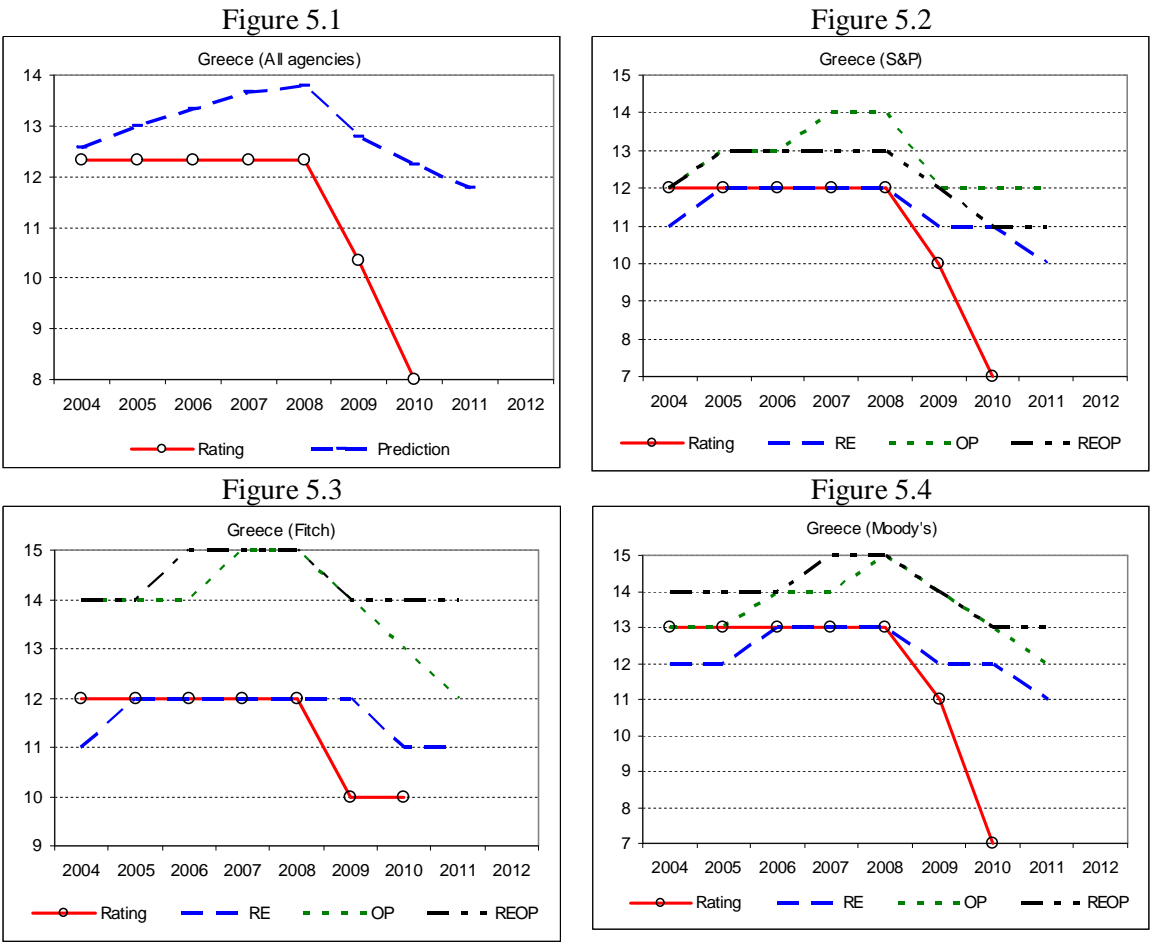 Figure 5.1
Greece (All agencies)
14
13
12
11
10
9
8
2004 2005 2006 2007 2008 2009 2010 2011 2012
Rating Prediction
Figure 5.2
Greece (S&P)
15
14
13
12
11
10
9
8
7
2004 2005 2006 2007 2008 2009 2010 2011 2012
Rating RE OP REOP
Figure 5.3
Greece (Fitch)
15
14
13
12
11
10
9
2004 2005 2006 2007 2008 2009 2010 2011 2012
Rating RE OP REOP
Figure 5.4
Greece (Moody's)
15
14
13
12
11
10
9
8
7
2004 2005 2006 2007 2008 2009 2010 2011 2012
Rating RE OP REOP